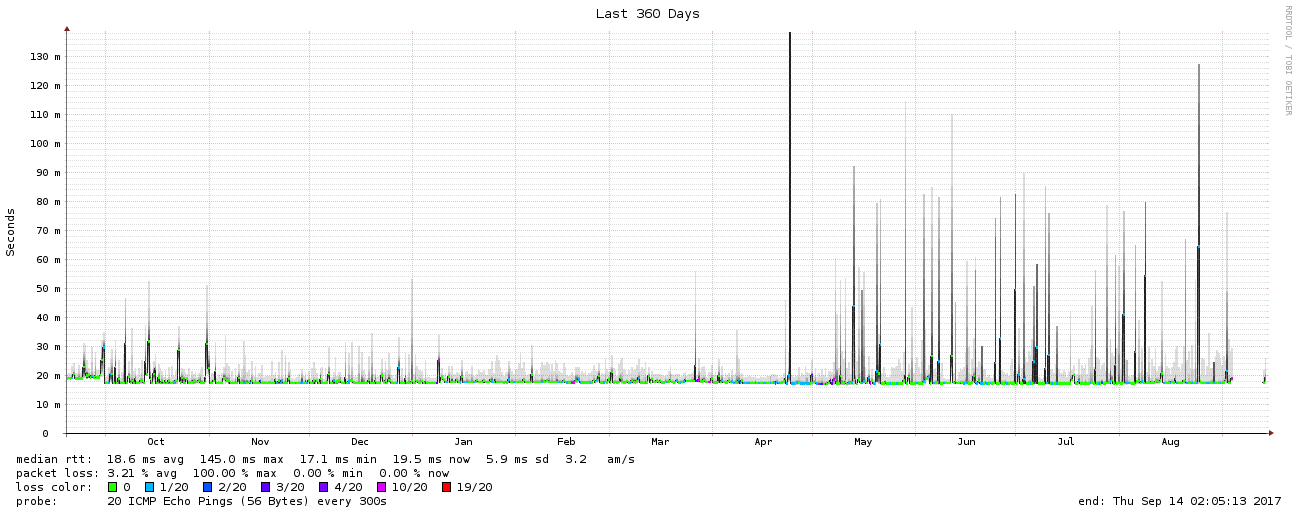 Last 360 Days
RRDTOOL / TOBI OETIKER
Seconds
130 m
120 m
110 m
100 m
90 m
80 m
70 m
60 m
50 m
40 m
30 m
20 m
10 m
0
Oct Nov Dec Jan Feb Mar Apr May Jun Jul Aug
median rtt: 18.6 ms avg 145.0 ms max 17.1 ms min 19.5 ms now 5.9 ms sd 3.2 am/s
packet loss: 3.21 % avg 100.00 % max 0.00 % min 0.00 % now
loss color: 0 1/20 2/20 3/20 4/20 10/20 19/20
probe: 20 ICMP Echo Pings (56 Bytes) every 300s end: Thu Sep 14 02:05:13 2017